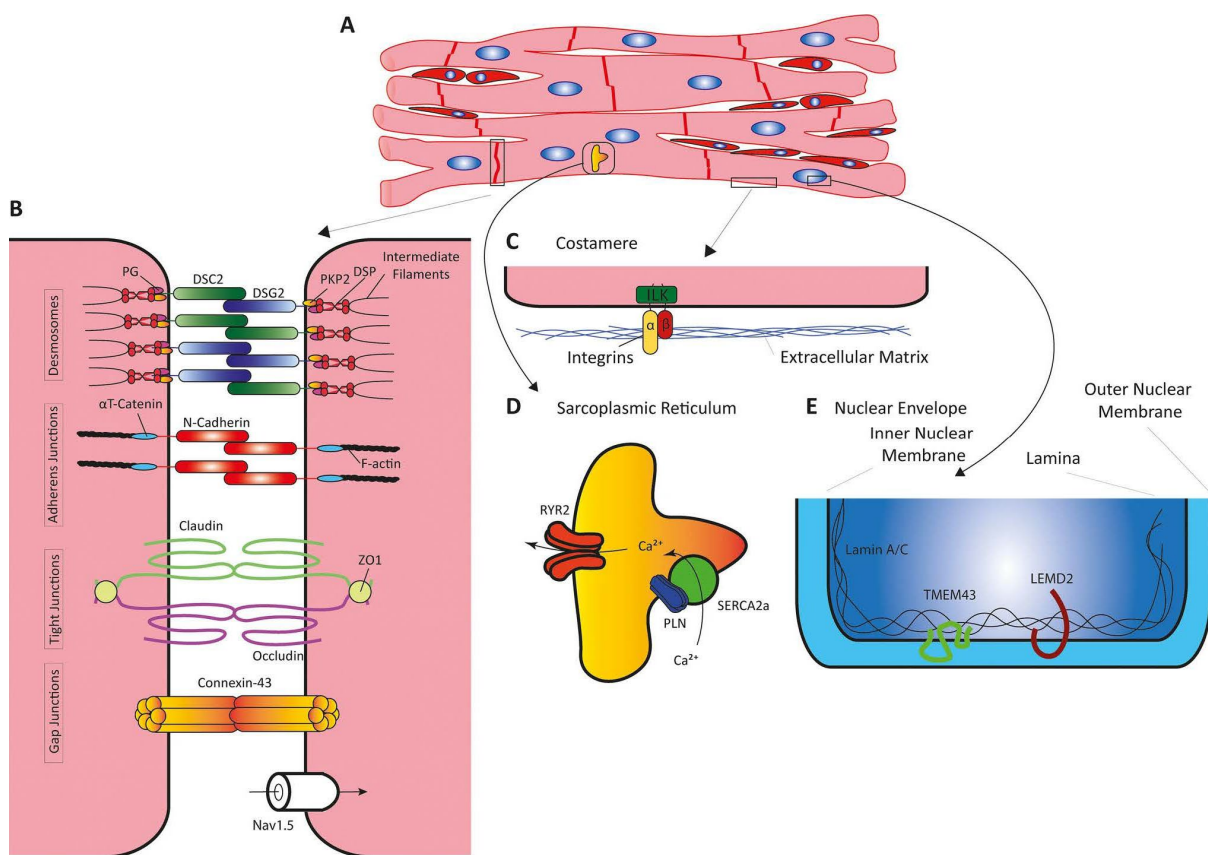 A
B
Desmosomes
PG
DSC2
DSG2
PKP2
DSP
Intermediate
Filaments
Adherens Junctions
αT-Catenin
N-Cadherin
F-actin
Tight Junctions
Claudin
ZO1
Occludin
Gap Junctions
Connexin-43
Nav1.5
C
Costamere
ILK
α
β
Integrins
Extracellular Matrix
D
Sarcoplasmic Reticulum
RYR2
Ca²⁺
SERCA2a
PLN
Ca²⁺
E
Nuclear Envelope
Inner Nuclear
Membrane
Lamina
Outer Nuclear
Membrane
Lamin A/C
TMEM43
LEMD2